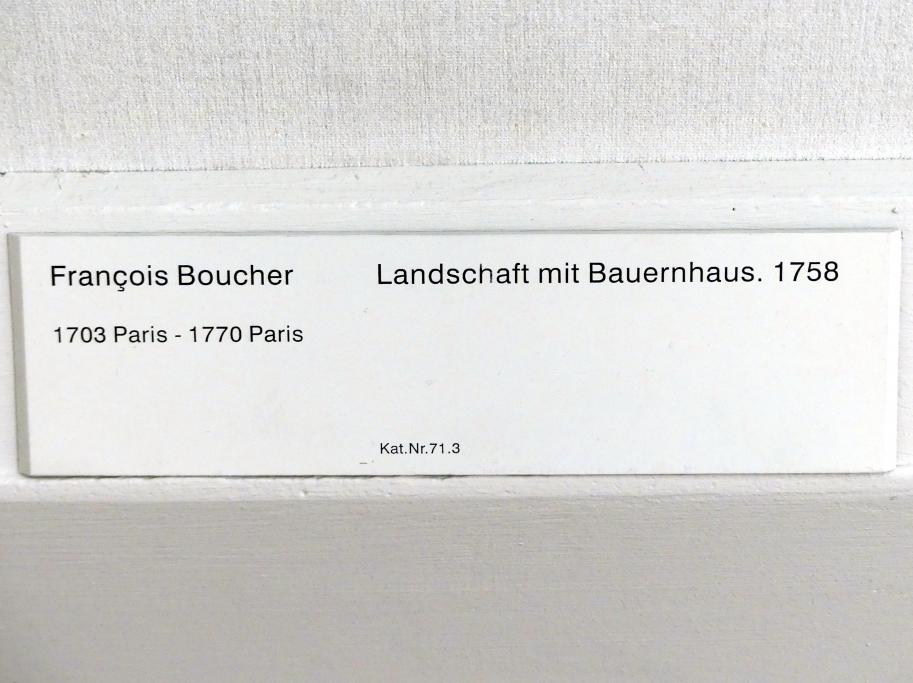 François Boucher
Landschaft mit Bauernhaus. 1758
1703 Paris - 1770 Paris
Kat.Nr.71.3